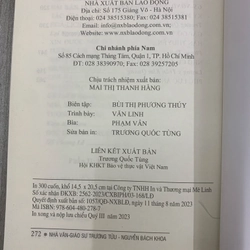 NHÀ XUẤT BẢN LAO ĐỘNG
Địa chỉ: Số 175 Giảng Võ - Hà Nội
Điện thoại: 024 38515380; Fax: 024 38515381
Email: info@nxblaodong.com.vn
www.nxblaodong.com.vn
Chi nhánh phía Nam
Số 85 Cách mạng Tháng Tám, Quận 1, TP. Hồ Chí Minh
ĐT: 028 38390970; Fax: 028 39257205
Chịu trách nhiệm xuất bản:
MAI THỊ THANH HẰNG
Biên tập: BÙI THỊ PHƯƠNG THÚY
Trình bày: VĂN LINH
Bìa: PHẠM VĂN
Sửa bản in: TRƯƠNG QUỐC TÙNG
LIÊN KẾT XUẤT BẢN
Trương Quốc Tùng
Hội KHKT Bảo vệ thực vật Việt Nam
In 300 cuốn, khổ 14,5 x 20,5 cm tại Công ty TNHH In và Thương mại Mê Linh
Số xác nhận ĐKXB: 2562-2023/CXBIPH/03-166/LĐ
Quyết định xuất bản số: 1057/QĐ-NXBLĐ, ngày 11 tháng 8 năm 2023
Mã ISBN: 978-604-480-278-7
In xong và nộp lưu chiểu Quý III năm 2023
272 NHÀ VĂN-GIÁO SƯ TRƯƠNG TỬU - NGUYỄN BÁCH KHOA